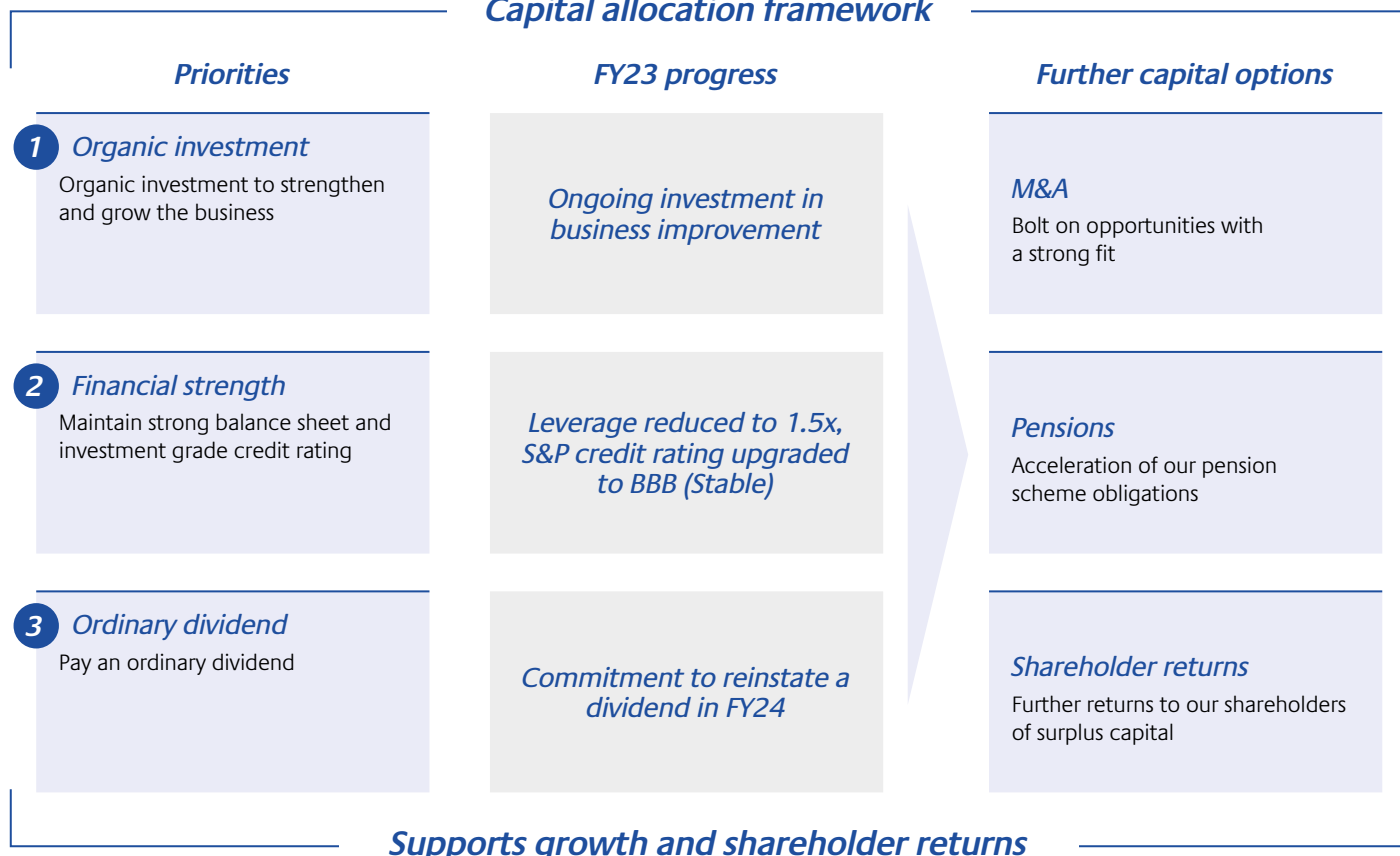 Capital allocation framework
Priorities
FY23 progress
Further capital options
1
Organic investment
Organic investment to strengthen
and grow the business
Ongoing investment in
business improvement
M&A
Bolt on opportunities with
a strong fit
2
Financial strength
Maintain strong balance sheet and
investment grade credit rating
Leverage reduced to 1.5x,
S&P credit rating upgraded
to BBB (Stable)
Pensions
Acceleration of our pension
scheme obligations
3
Ordinary dividend
Pay an ordinary dividend
Commitment to reinstate a
dividend in FY24
Shareholder returns
Further returns to our shareholders
of surplus capital
Supports growth and shareholder returns